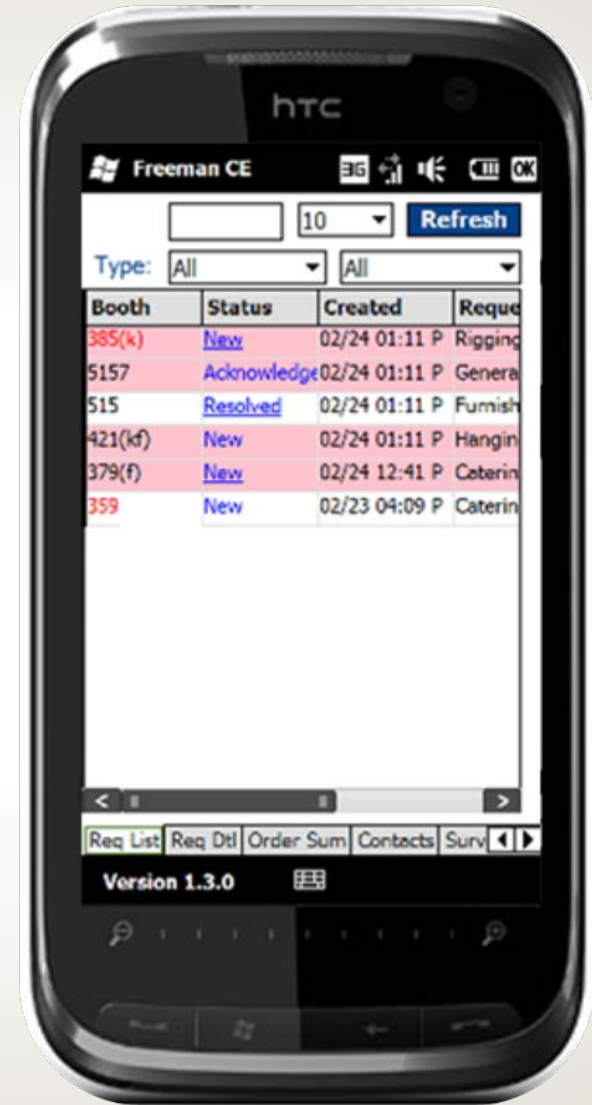 hTC
Freeman CE 3G OK
10 Refresh
Type: All All
Booth Status Created Reque
385(k) New 02/24 01:11 P Rigging
5157 Acknowledge 02/24 01:11 P Genera
515 Resolved 02/24 01:11 P Furnish
421(kf) New 02/24 01:11 P Hangin
379(f) New 02/24 12:41 P Caterin
359 New 02/23 04:09 P Caterin
Req List Req Dtl Order Sum Contacts Surv
Version 1.3.0